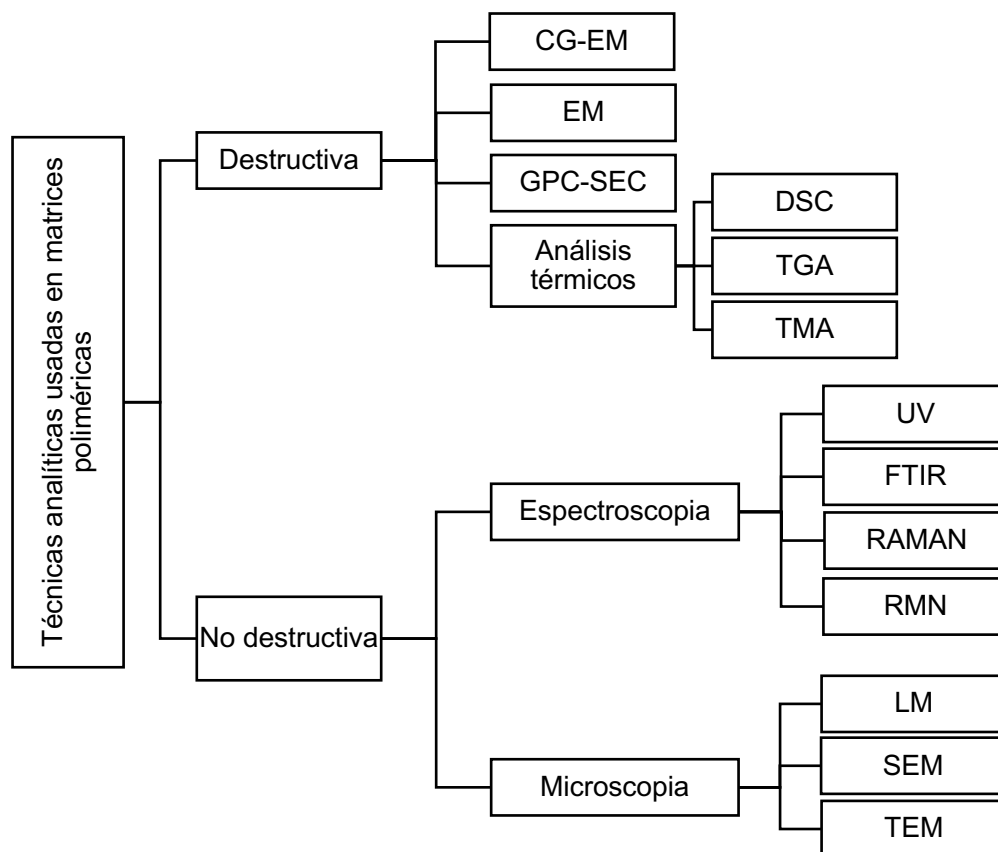 Técnicas analíticas usadas en matrices
poliméricas
Destructiva
CG-EM
EM
GPC-SEC
Análisis
térmicos
DSC
TGA
TMA
No destructiva
Espectroscopia
UV
FTIR
RAMAN
RMN
Microscopia
LM
SEM
TEM